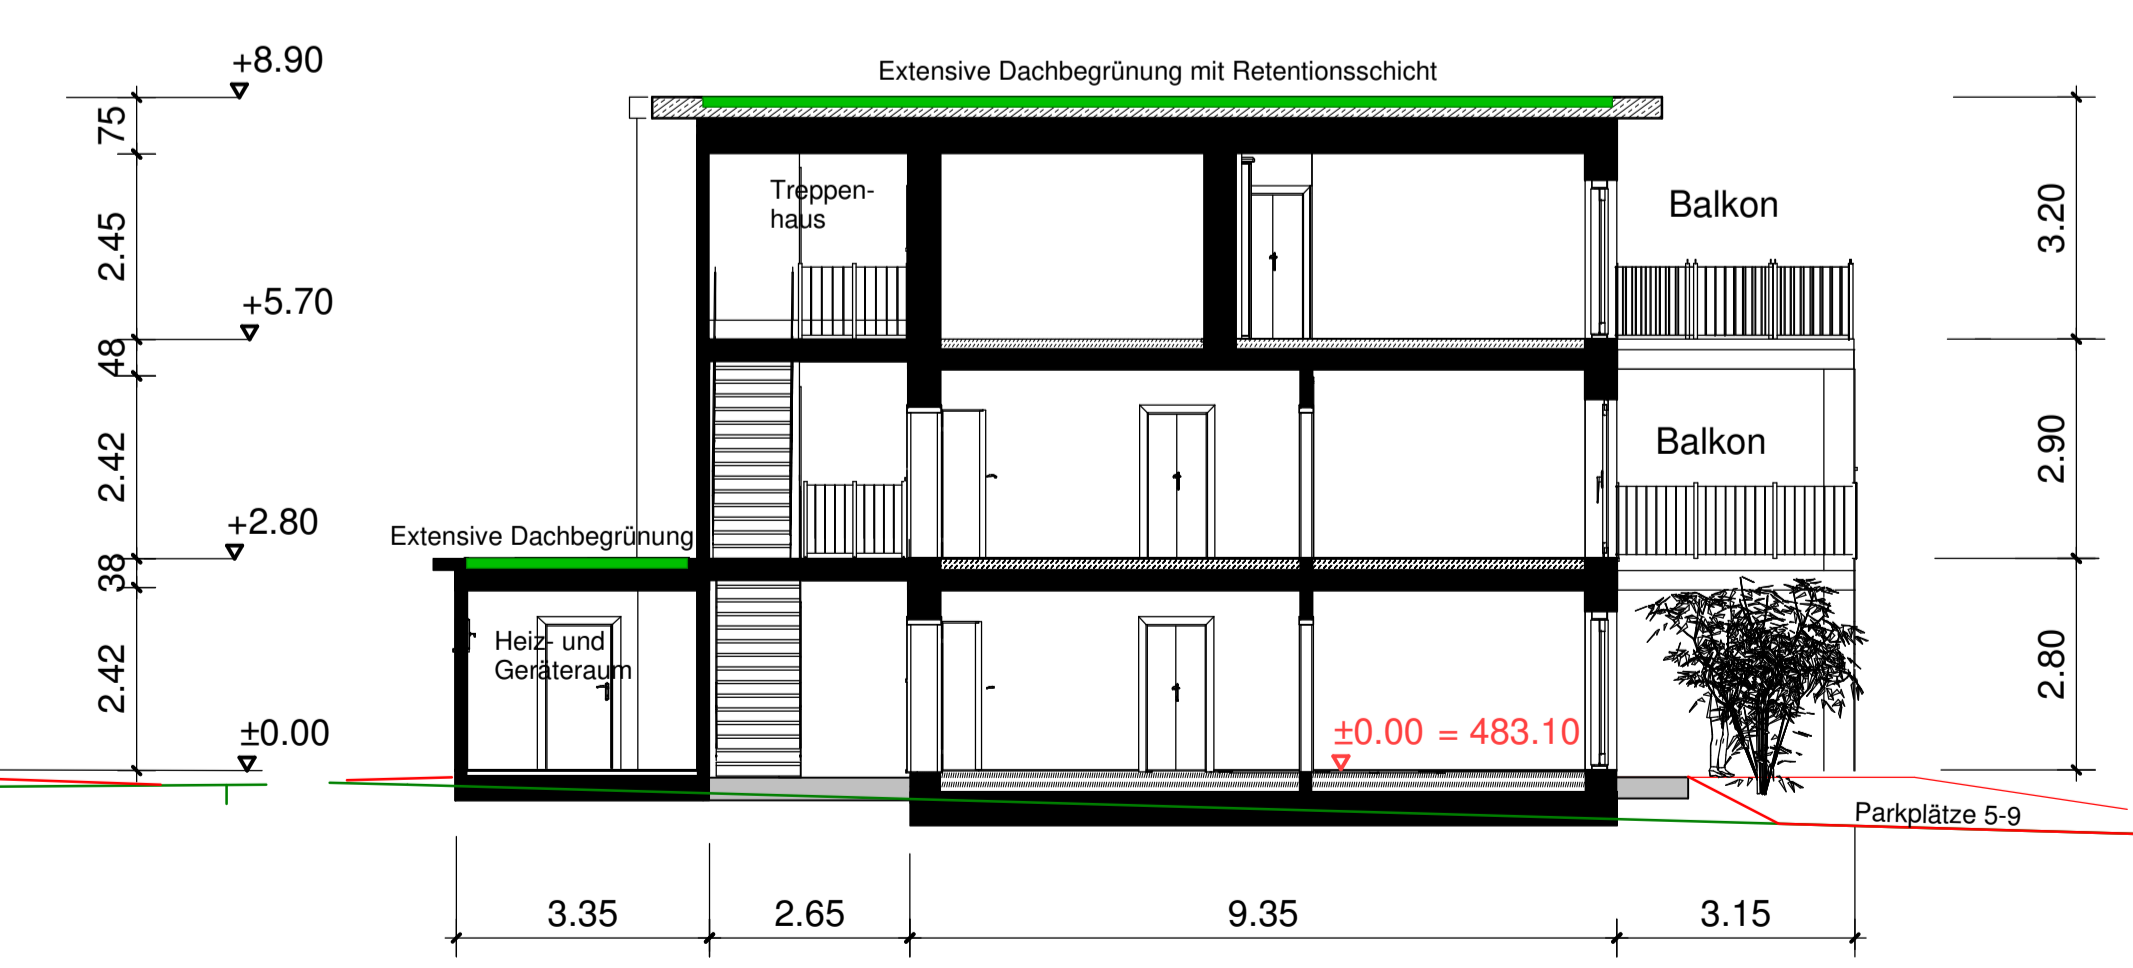 +8.90
Extensive Dachbegrünung mit Retentionsschicht
75
Treppen-
haus
Balkon
2.45
3.20
+5.70
48
Balkon
2.42
2.90
+2.80
Extensive Dachbegrünung
38
Heiz- und
Geräteraum
2.42
2.80
±0.00
±0.00 = 483.10
Parkplätze 5-9
3.35
2.65
9.35
3.15